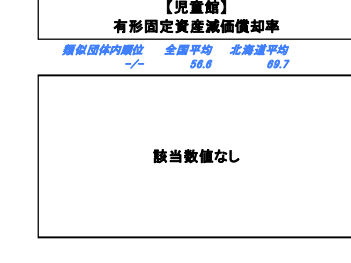 【児童館】
有形固定資産減価償却率
類似団体内順位 全国平均 北海道平均
-/- 56.6 69.7
該当数値なし